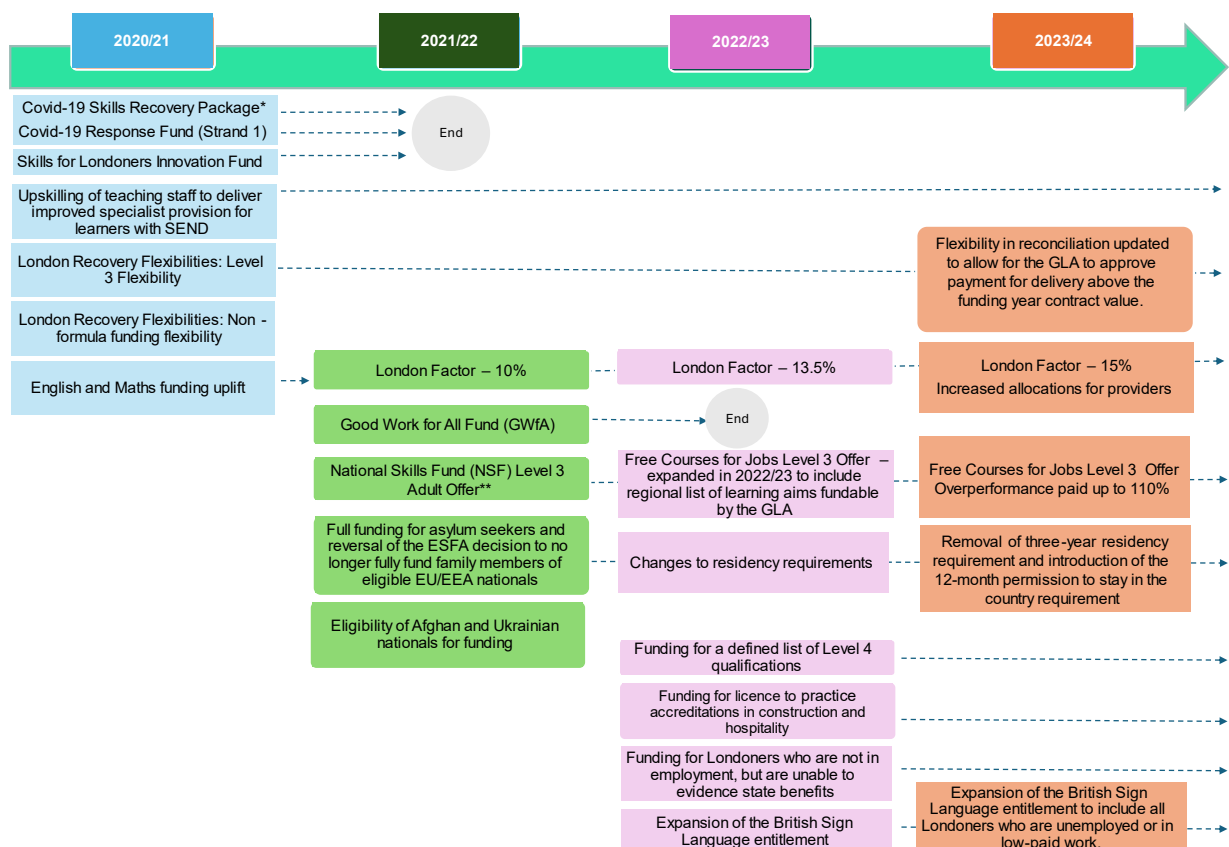 2020/21
2021/22
2022/23
2023/24
Covid-19 Skills Recovery Package*
Covid-19 Response Fund (Strand 1)
End
Skills for Londoners Innovation Fund
Upskilling of teaching staff to deliver
improved specialist provision for
learners with SEND
London Recovery Flexibilities: Level
3 Flexibility
Flexibility in reconciliation updated
to allow for the GLA to approve
payment for delivery above the
funding year contract value.
London Recovery Flexibilities: Non -
formula funding flexibility
English and Maths funding uplift
London Factor – 10%
London Factor – 13.5%
London Factor – 15%
Increased allocations for providers
Good Work for All Fund (GWfA)
End
National Skills Fund (NSF) Level 3
Adult Offer**
Free Courses for Jobs Level 3 Offer –
expanded in 2022/23 to include
regional list of learning aims fundable
by the GLA
Free Courses for Jobs Level 3 Offer
Overperformance paid up to 110%
Full funding for asylum seekers and
reversal of the ESFA decision to no
longer fully fund family members of
eligible EU/EEA nationals
Changes to residency requirements
Removal of three-year residency
requirement and introduction of the
12-month permission to stay in the
country requirement
Eligibility of Afghan and Ukrainian
nationals for funding
Funding for a defined list of Level 4
qualifications
Funding for licence to practice
accreditations in construction and
hospitality
Funding for Londoners who are not in
employment, but are unable to
evidence state benefits
Expansion of the British Sign
Language entitlement
Expansion of the British Sign
Language entitlement to include all
Londoners who are unemployed or in
low-paid work.